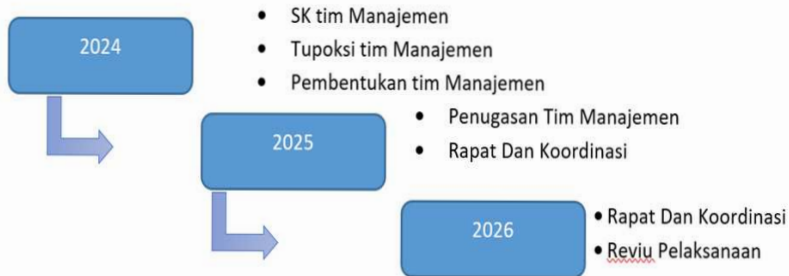 2024
• SK tim Manajemen
• Tupoksi tim Manajemen
• Pembentukan tim Manajemen
2025
• Penugasan Tim Manajemen
• Rapat Dan Koordinasi
2026
• Rapat Dan Koordinasi
• Reviu Pelaksanaan